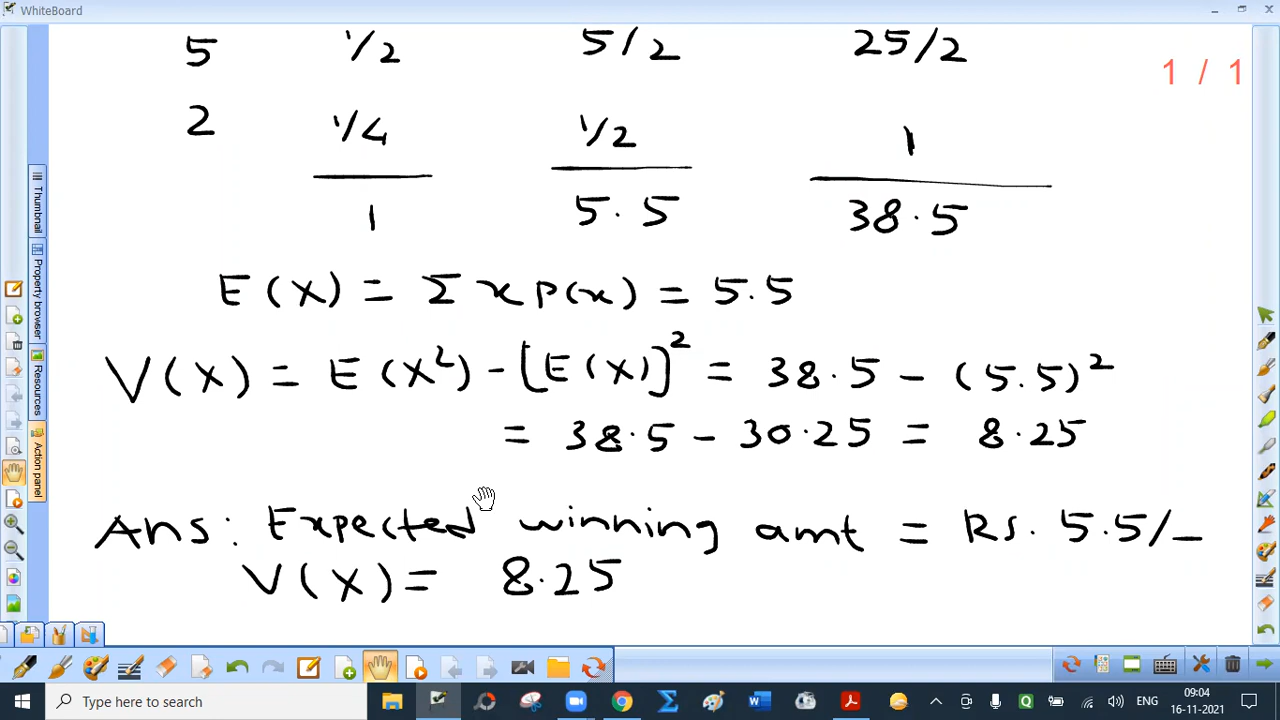 WhiteBoard
5 1/2 5/2 25/2
1 / 1
2 1/4 1/2 1
1 5.5 38.5
E(X) = Σ x P(x) = 5.5
V(X) = E(X²) - [E(X)]² = 38.5 - (5.5)²
= 38.5 - 30.25 = 8.25
Ans: Expected winning amt = Rs. 5.5/-
V(X) = 8.25
Thumbnail
Property browser
Resources
Action panel
Type here to search
ENG
09:04
16-11-2021